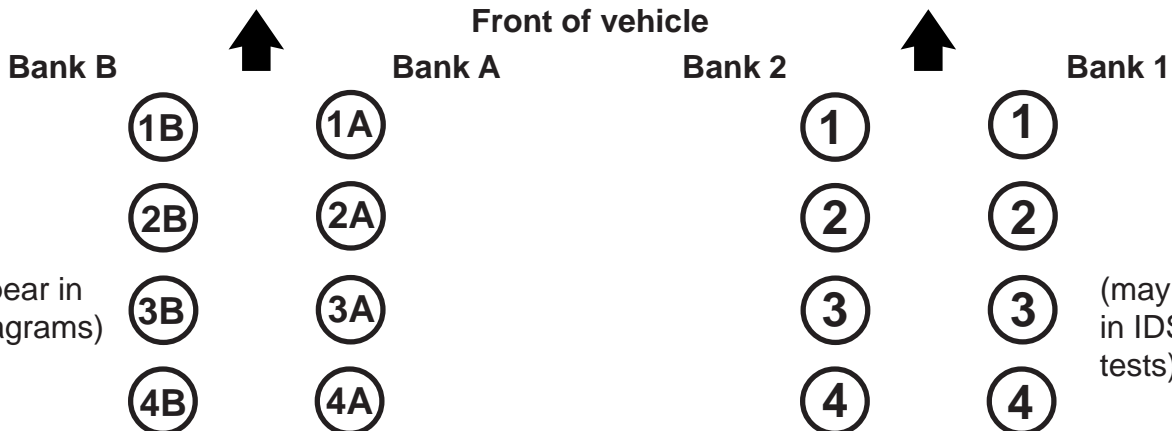 Front of vehicle
Bank B Bank A Bank 2 Bank 1
1B 1A 1 1
2B 2A 2 2
3B 3A 3 3
agrams)
(may
in
tests)
4B 4A 4 4